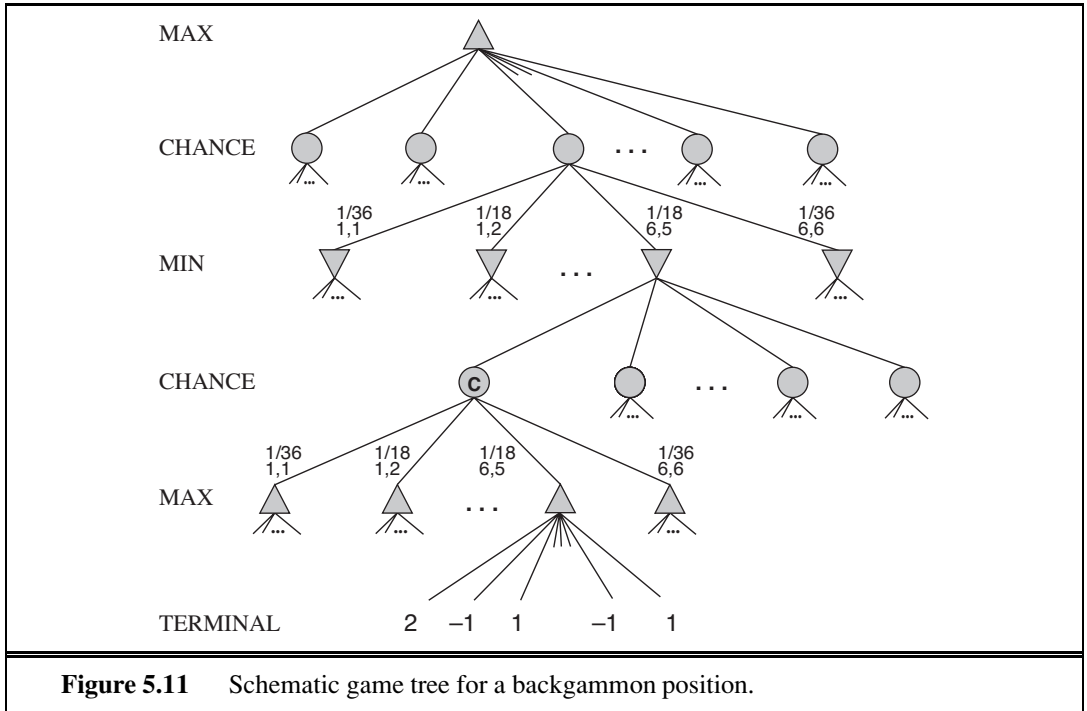 MAX
CHANCE
. . .
... ... ... ...
1/36 1/18 1/18 1/36
1,1 1,2 6,5 6,6
MIN
. . .
... ... ...
CHANCE
C
. . .
... ... ...
1/36 1/18 1/18 1/36
1,1 1,2 6,5 6,6
MAX
. . .
... ... ...
TERMINAL 2 –1 1 –1 1
Figure 5.11 Schematic game tree for a backgammon position.